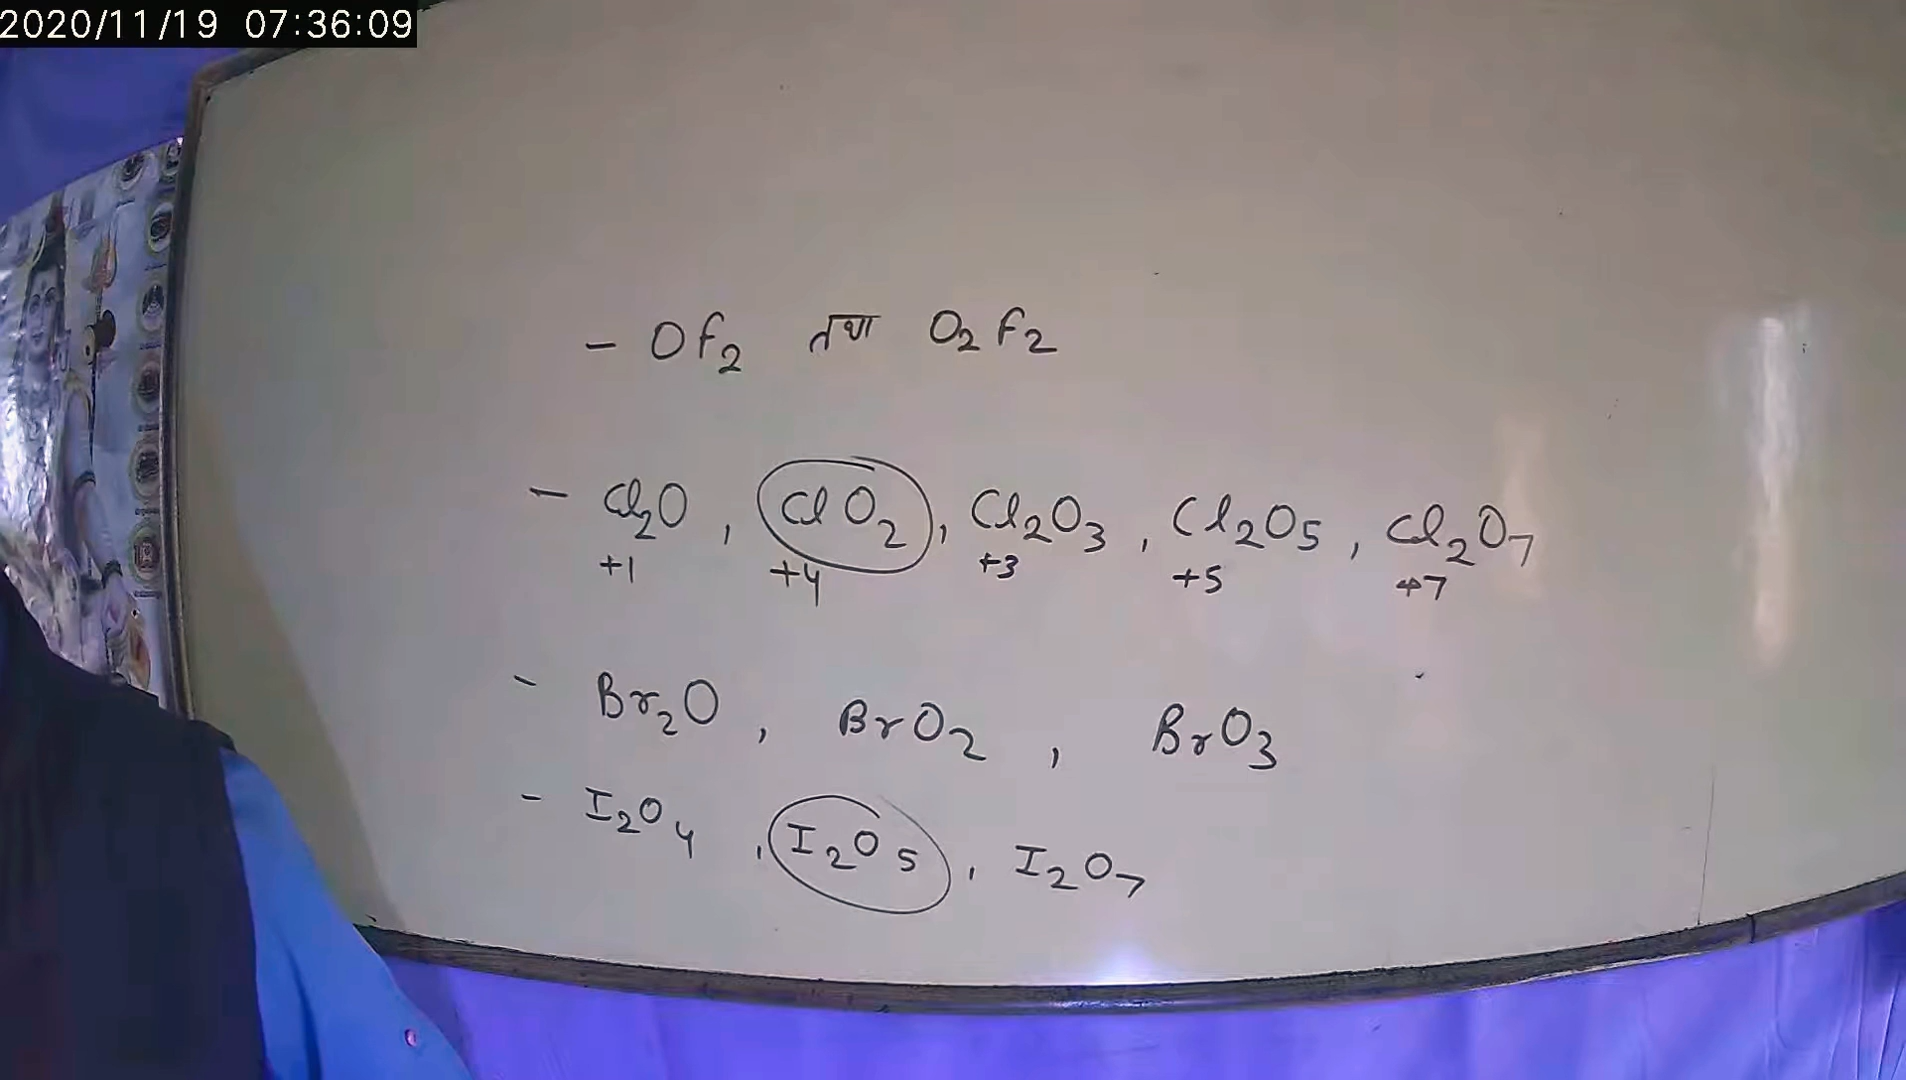 2020/11/19 07:36:09
- OF2 तथा O2F2
- Cl2O, ClO2, Cl2O3, Cl2O5, Cl2O7
+1 +4 +3 +5 +7
- Br2O, BrO2, BrO3
- I2O4, I2O5, I2O7